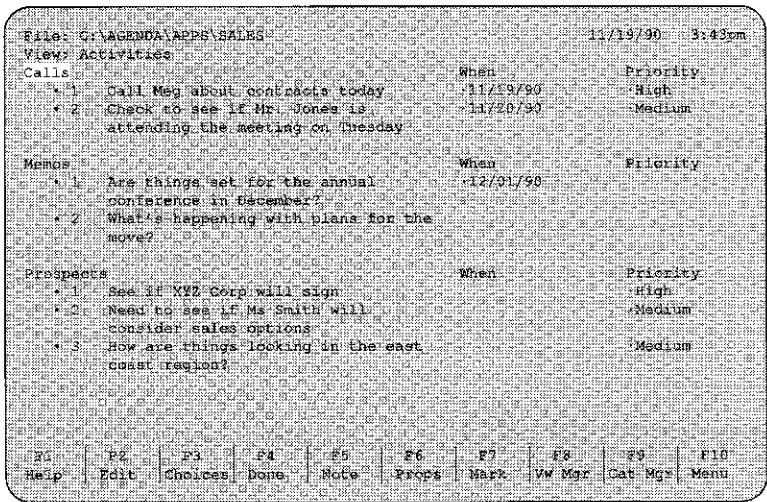 File: C:\AGENDA\APPS\SALES 11/19/90 3:43pm
View: Activities
Calls When Priority
• 1 Call Meg about contracts today ·11/19/90 ·High
• 2 Check to see if Mr. Jones is ·11/20/90 ·Medium
attending the meeting on Tuesday
Memos When Priority
• 1 Are things set for the annual ·12/01/90
conference in December?
• 2 What's happening with plans for the
move?
Prospects When Priority
• 1 See if XYZ Corp will sign ·High
• 2 Need to see if Ms Smith will ·Medium
consider sales options
• 3 How are things looking in the east ·Medium
coast region?
F1 F2 F3 F4 F5 F6 F7 F8 F9 F10
Help Edit Choices Done Note Props Mark Vw Mgr Cat Mgr Menu